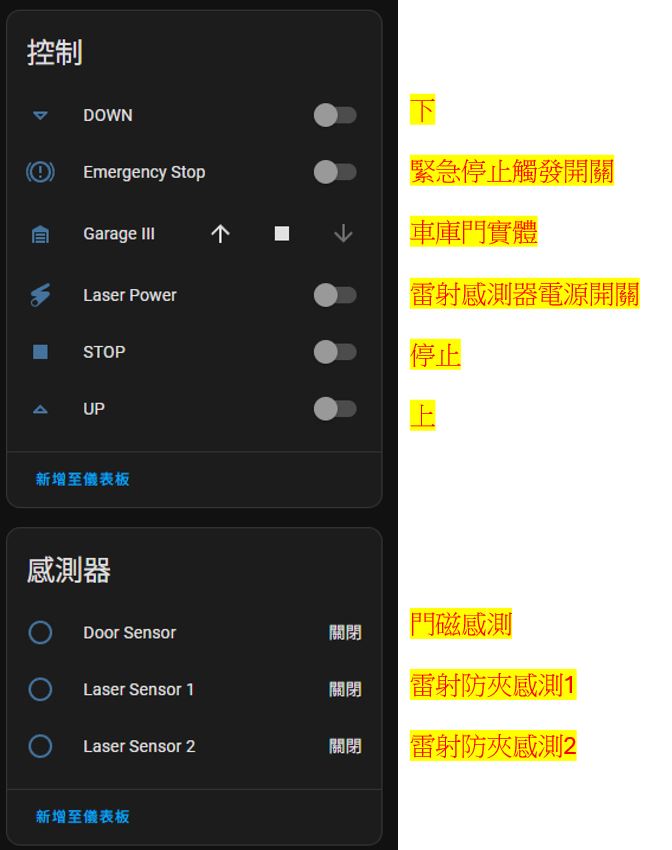 控制
DOWN
下
Emergency Stop
緊急停止觸發開關
Garage III
車庫門實體
Laser Power
雷射感測器電源開關
STOP
停止
UP
上
新增至儀表板
感測器
Door Sensor 關閉
門磁感測
Laser Sensor 1 關閉
雷射防夾感測1
Laser Sensor 2 關閉
雷射防夾感測2
新增至儀表板